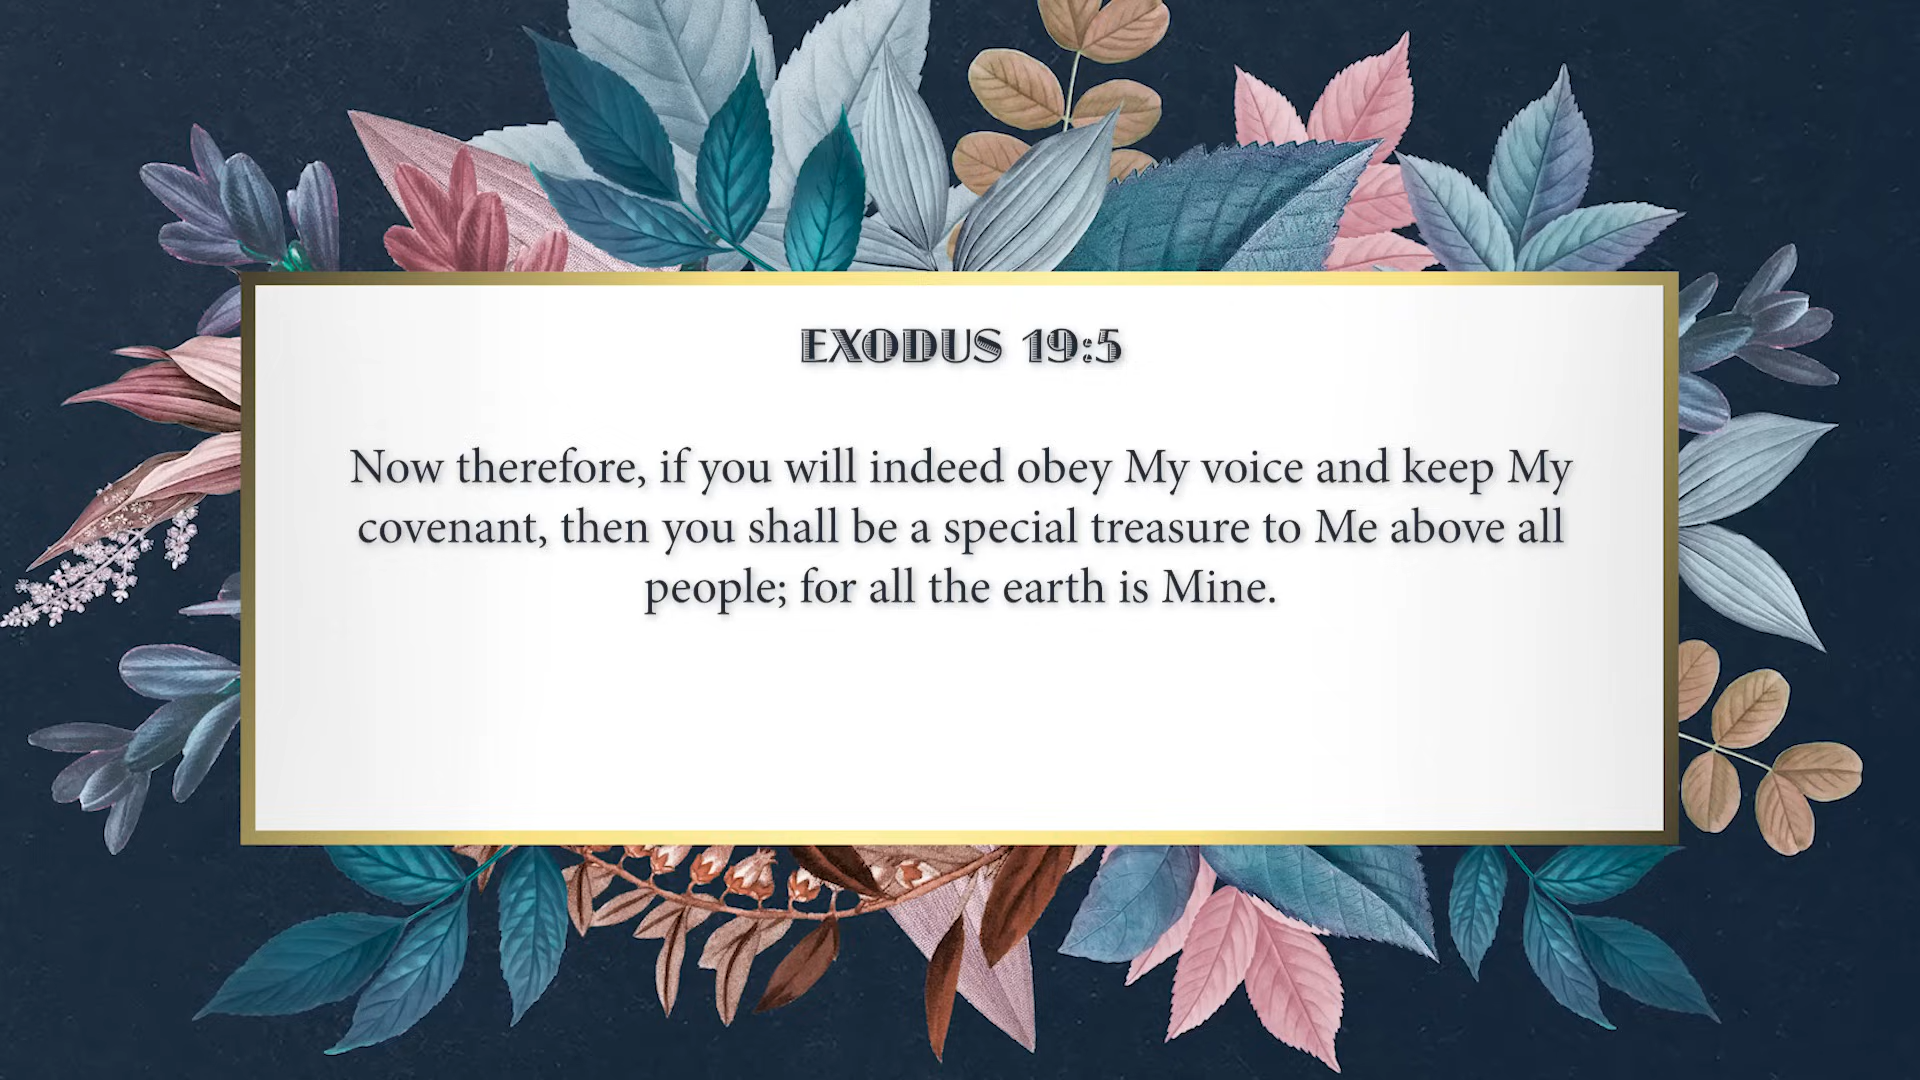 EXODUS 19:5
Now therefore, if you will indeed obey My voice and keep My
covenant, then you shall be a special treasure to Me above all
people; for all the earth is Mine.